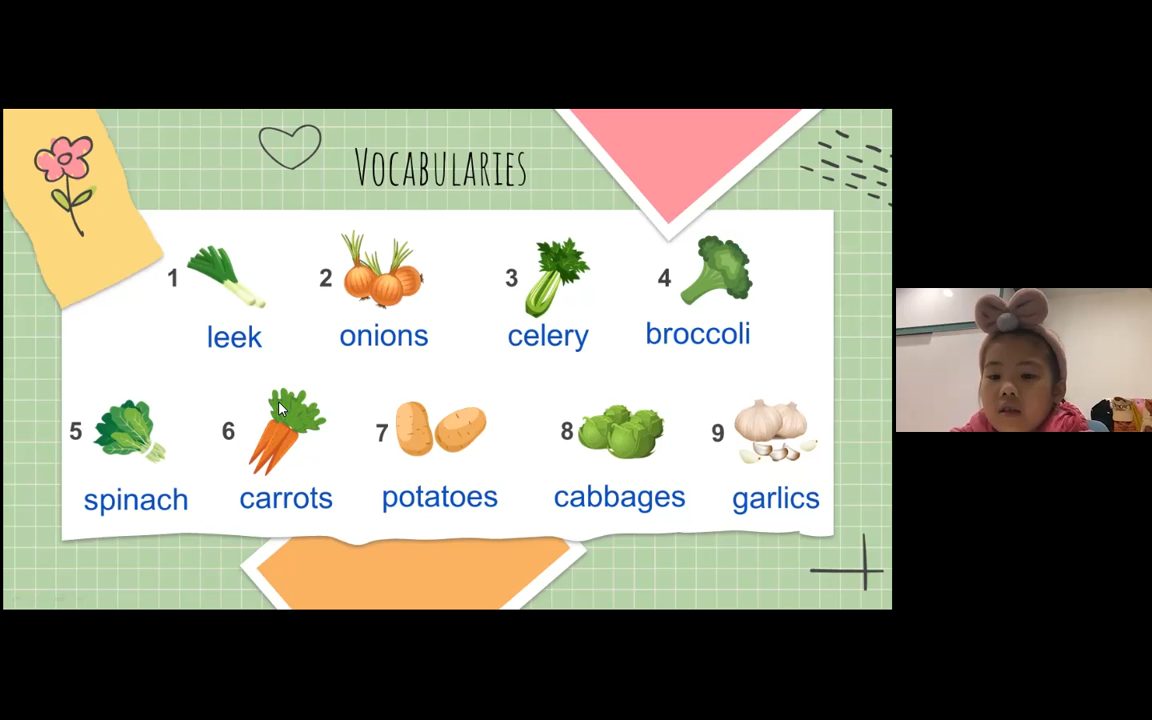 VOCABULARIES
1 2 3 4
leek onions celery broccoli
5 6 7 8 9
spinach carrots potatoes cabbages garlics